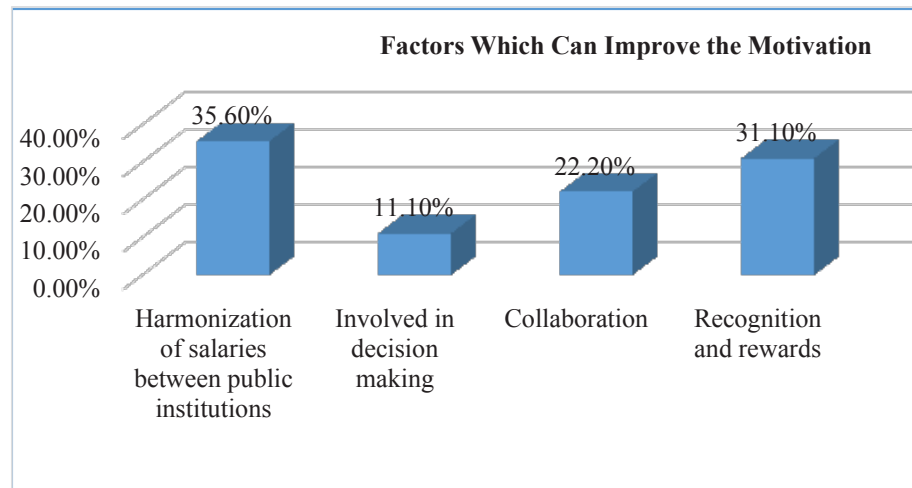 Factors Which Can Improve the Motivation
35.60%
31.10%
40.00%
22.20%
30.00%
11.10%
20.00%
10.00%
0.00%
Harmonization
of salaries
between public
institutions
Involved in
decision
making
Collaboration
Recognition
and rewards